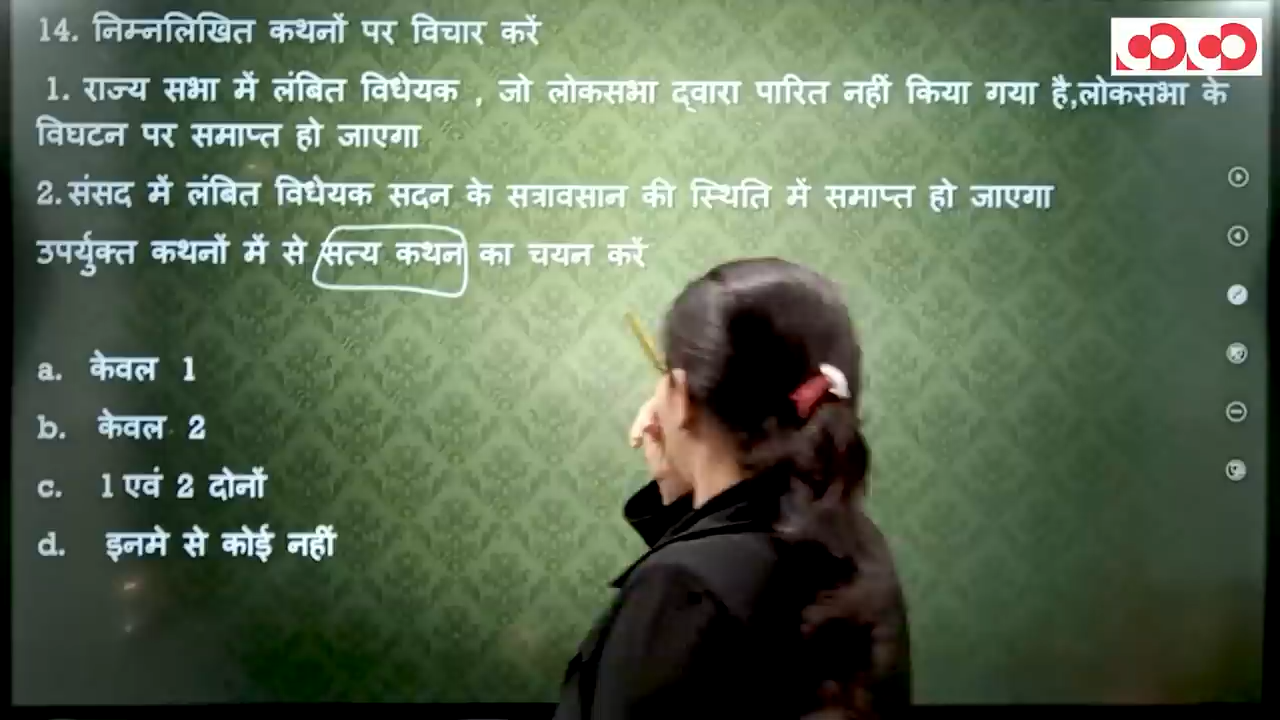 14. निम्नलिखित कथनों पर विचार करें
1. राज्य सभा में लंबित विधेयक , जो लोकसभा द्वारा पारित नहीं किया गया है,लोकसभा के
विघटन पर समाप्त हो जाएगा
2. संसद में लंबित विधेयक सदन के सत्रावसान की स्थिति में समाप्त हो जाएगा
उपर्युक्त कथनों में से सत्य कथन का चयन करें
a. केवल 1
b. केवल 2
c. 1 एवं 2 दोनों
d. इनमे से कोई नहीं